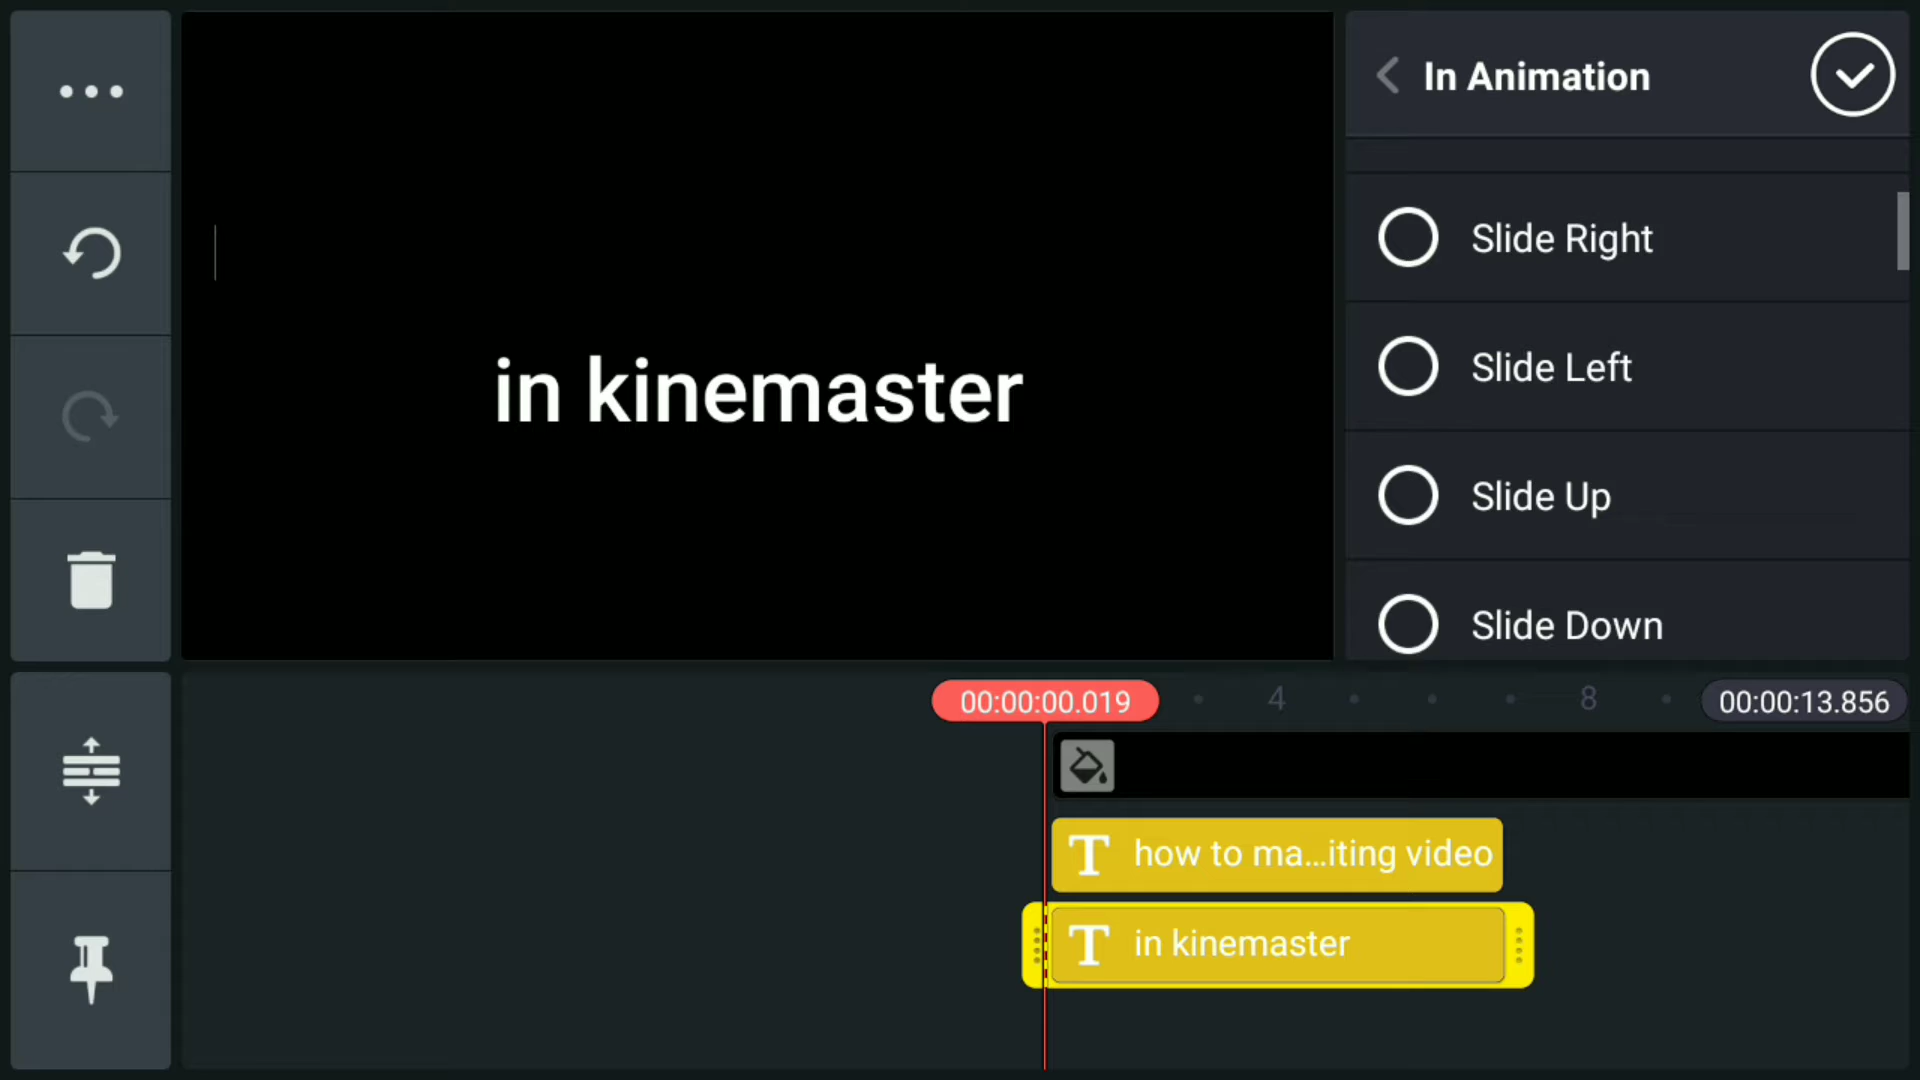 In Animation
Slide Right
in kinemaster
Slide Left
Slide Up
Slide Down
00:00:00.019
4
8
00:00:13.856
T how to ma...iting video
T in kinemaster